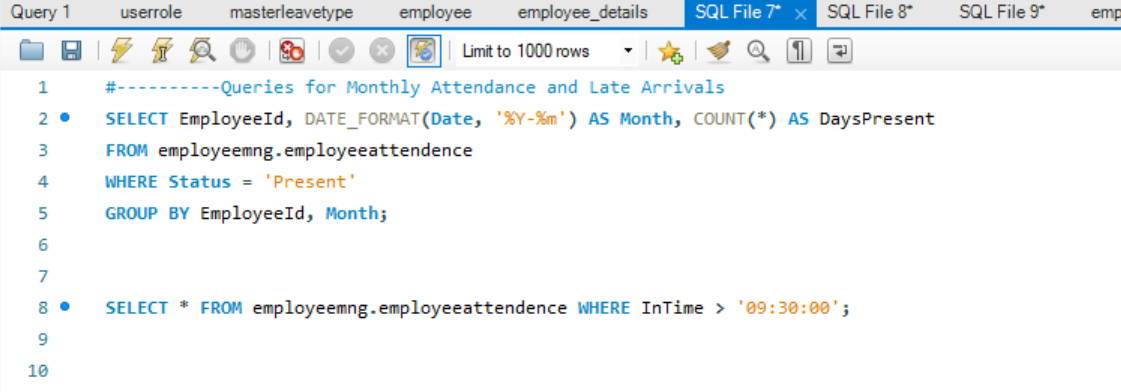 Query 1 userrole masterleavetype employee employee_details SQL File 7* SQL File 8* SQL File 9* emp
Limit to 1000 rows
1 #----------Queries for Monthly Attendance and Late Arrivals
2 SELECT EmployeeId, DATE_FORMAT(Date, '%Y-%m') AS Month, COUNT(*) AS DaysPresent
3 FROM employeemng.employeeattendence
4 WHERE Status = 'Present'
5 GROUP BY EmployeeId, Month;
6
7
8 SELECT * FROM employeemng.employeeattendence WHERE InTime > '09:30:00';
9
10